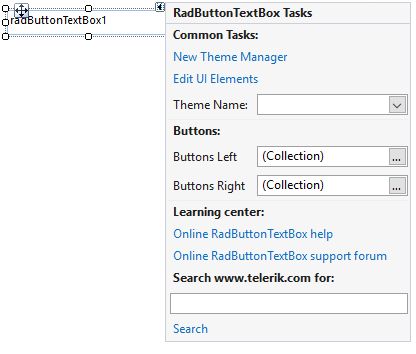 radButtonTextBox1
RadButtonTextBox Tasks
Common Tasks:
New Theme Manager
Edit UI Elements
Theme Name:
Buttons:
Buttons Left (Collection) ...
Buttons Right (Collection) ...
Learning center:
Online RadButtonTextBox help
Online RadButtonTextBox support forum
Search www.telerik.com for:
Search